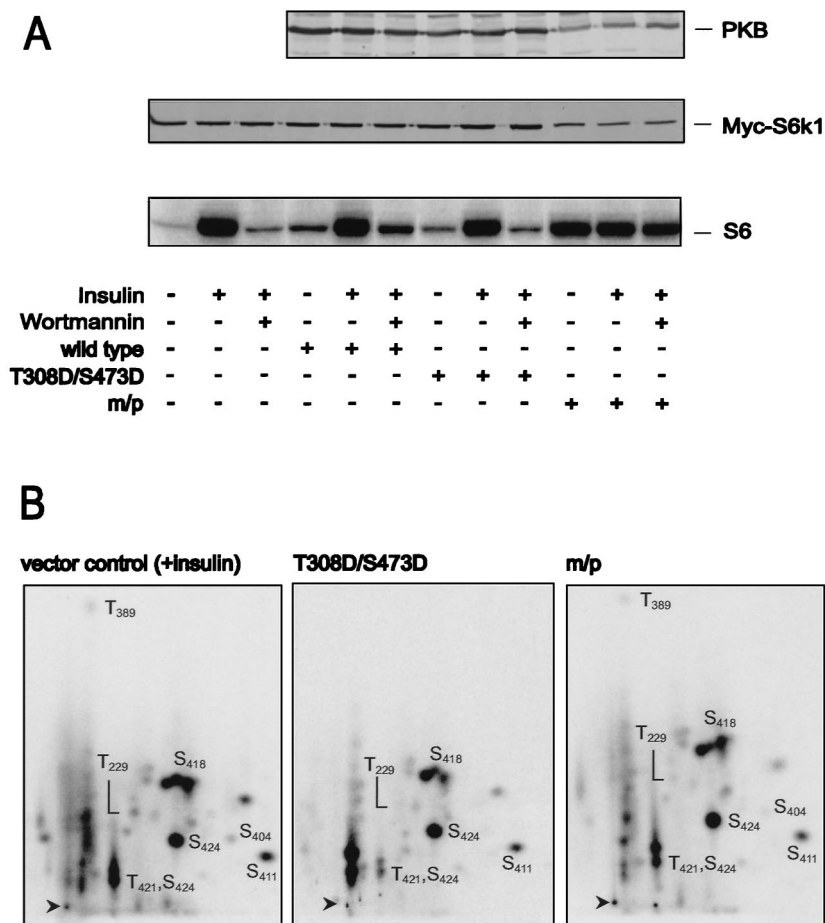 A
— PKB
— Myc-S6k1
— S6
Insulin - + + - + + - + + - + +
Wortmannin - - + - - + - - + - - +
wild type - - - + + + - - - - - -
T308D/S473D - - - - - - + + + - - -
m/p - - - - - - - - - + + +
B
vector control (+insulin) T308D/S473D m/p
T389 T389
S418 S418 S418
T229 T229 T229
S404 S404
S424 S424 S424
S411 S411 S411
T421,S424 T421,S424 T421,S424